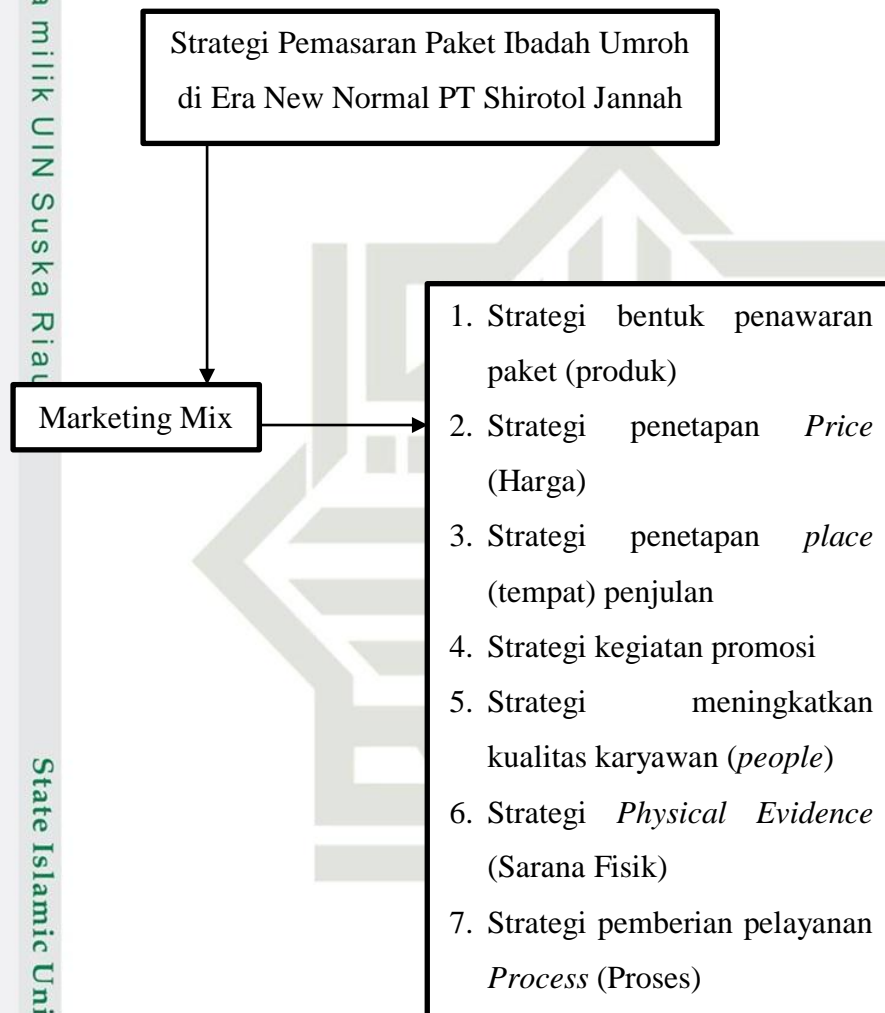 a milik UIN Suska Riau
Strategi Pemasaran Paket Ibadah Umroh
di Era New Normal PT Shirotol Jannah
Marketing Mix
1. Strategi bentuk penawaran
paket (produk)
2. Strategi penetapan Price
(Harga)
3. Strategi penetapan place
(tempat) penjulan
4. Strategi kegiatan promosi
5. Strategi meningkatkan
kualitas karyawan (people)
6. Strategi Physical Evidence
(Sarana Fisik)
7. Strategi pemberian pelayanan
Process (Proses)
State Islamic Uni